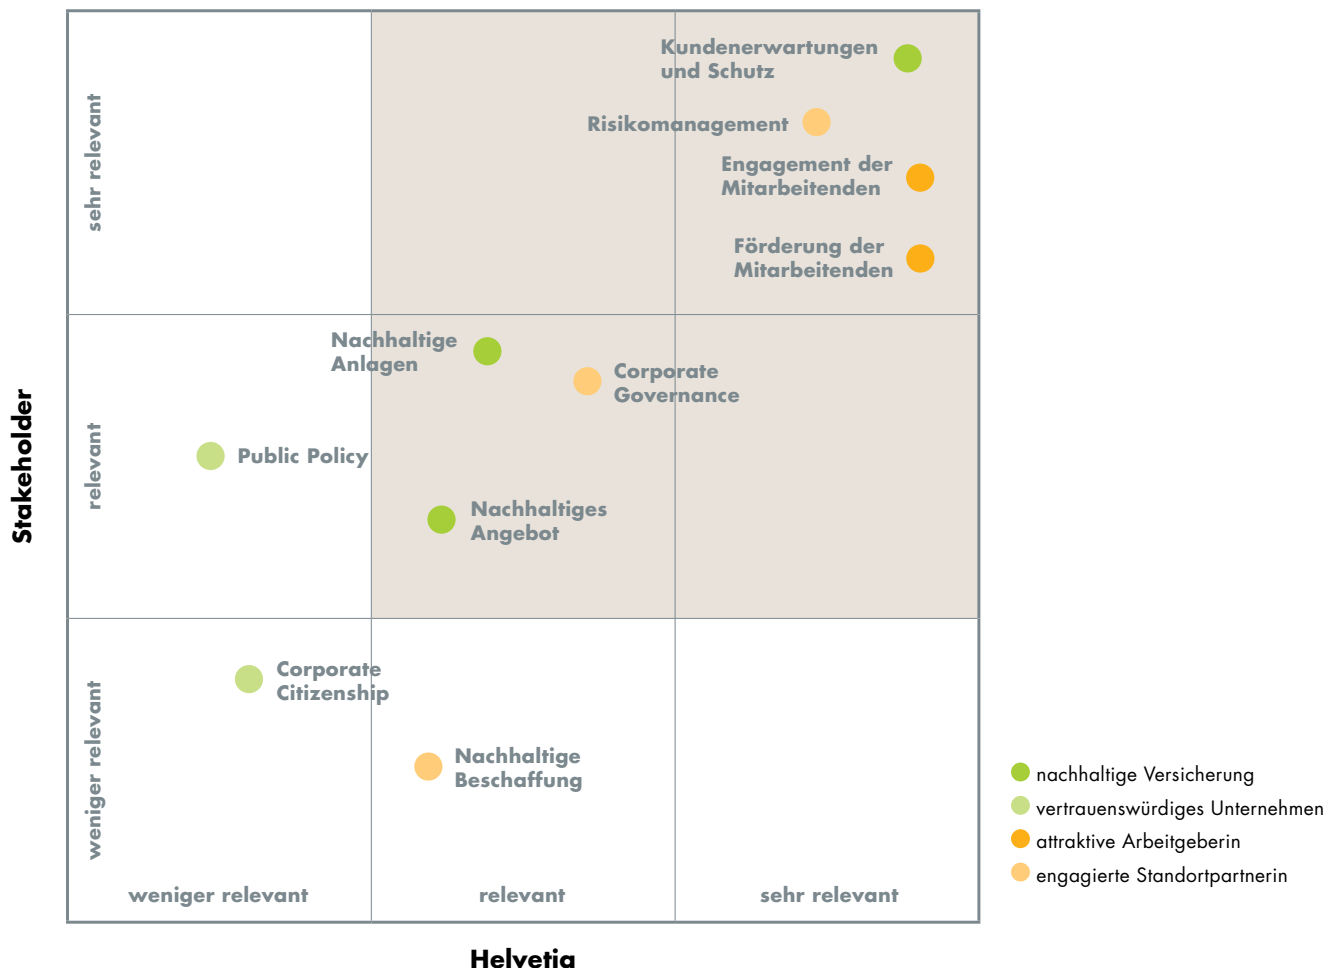 Kundenerwartungen
und Schutz
Risikomanagement
Engagement der
Mitarbeitenden
Förderung der
Mitarbeitenden
sehr relevant
Nachhaltige
Anlagen
Corporate
Governance
Public Policy
Nachhaltiges
Angebot
relevant
Stakeholder
Corporate
Citizenship
Nachhaltige
Beschaffung
weniger relevant
weniger relevant
relevant
sehr relevant
Helvetia
nachhaltige Versicherung
vertrauenswürdiges Unternehmen
attraktive Arbeitgeberin
engagierte Standortpartnerin